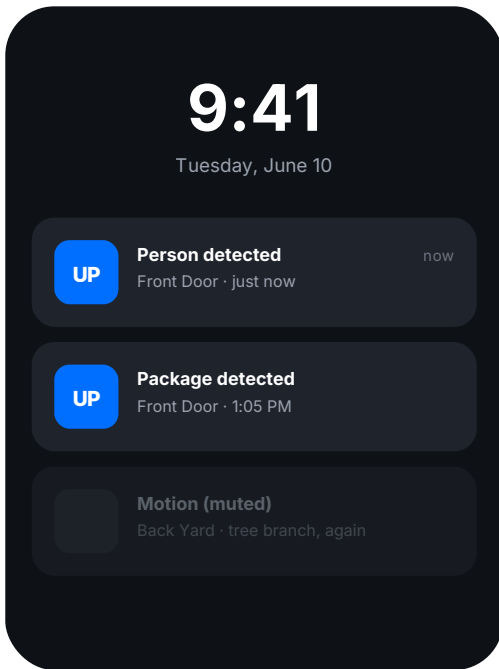 9:41
Tuesday, June 10
UP
Person detected
now
Front Door · just now
UP
Package detected
Front Door · 1:05 PM
Motion (muted)
Back Yard · tree branch, again